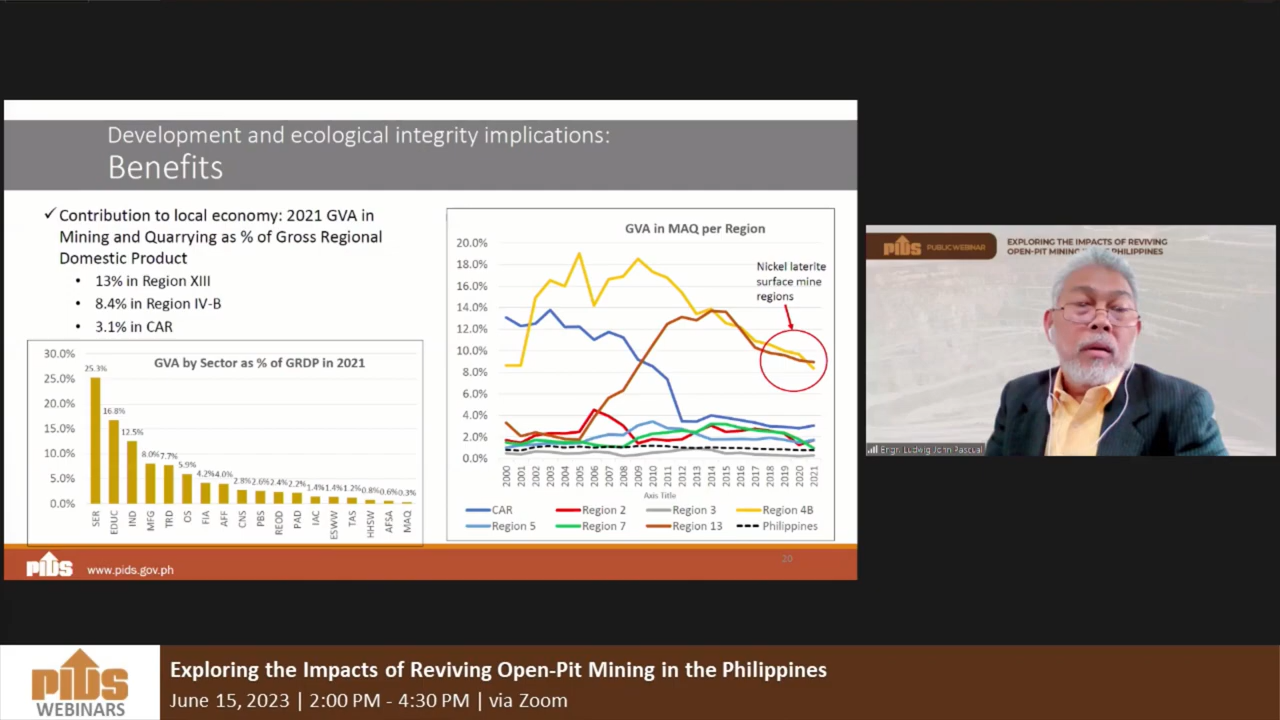 Development and ecological integrity implications:
Benefits
✓ Contribution to local economy: 2021 GVA in
Mining and Quarrying as % of Gross Regional
Domestic Product
• 13% in Region XIII
• 8.4% in Region IV-B
• 3.1% in CAR
GVA by Sector as % of GRDP in 2021
30.0%
25.0%
20.0%
15.0%
10.0%
5.0%
0.0%
25.3%
16.8%
12.5%
8.0%
7.7%
5.9%
4.2%
4.0%
2.8%
2.6%
2.4%
2.2%
1.4%
1.4%
1.2%
0.8%
0.6%
0.3%
SER
EDUC
IND
MFG
TRD
OS
FIA
AFF
CNS
PBS
REOD
PAD
IAC
ESWW
TAS
HHSW
AFSA
MAQ
GVA in MAQ per Region
20.0%
18.0%
16.0%
14.0%
12.0%
10.0%
8.0%
6.0%
4.0%
2.0%
0.0%
Nickel laterite
surface mine
regions
2000
2001
2002
2003
2004
2005
2006
2007
2008
2009
2010
2011
2012
2013
2014
2015
2016
2017
2018
2019
2020
2021
Axis Title
CAR Region 2 Region 3 Region 4B
Region 5 Region 7 Region 13 Philippines
20
PIDS www.pids.gov.ph
PIDS PUBLIC WEBINAR
EXPLORING THE IMPACTS OF REVIVING
OPEN-PIT MINING PHILIPPINES
Engr. Ludwig John Pascual
PIDS
WEBINARS
Exploring the Impacts of Reviving Open-Pit Mining in the Philippines
June 15, 2023 | 2:00 PM - 4:30 PM | via Zoom